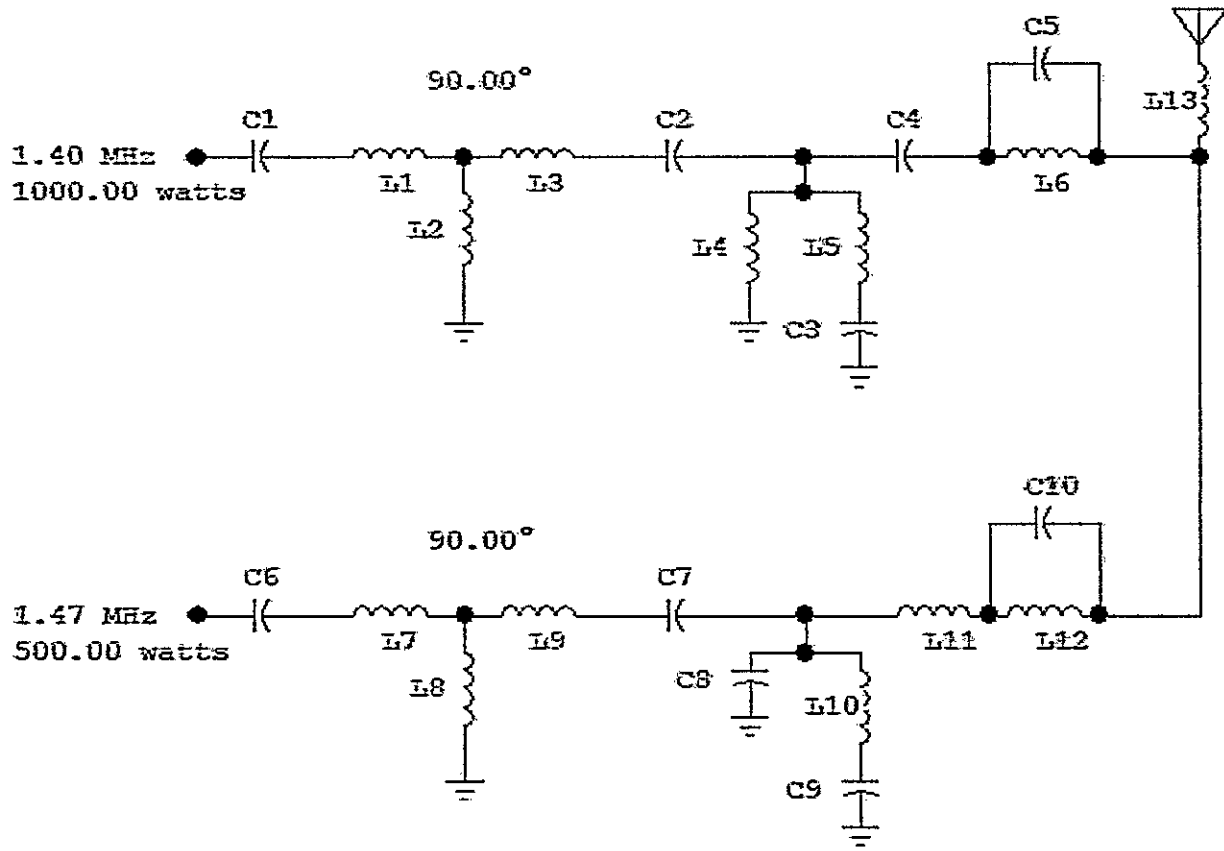 C5
90.00°
C1
C2
C4
L13
1.40 MHz
1000.00 watts
L1
L3
L6
L2
L4
L5
C3
C10
90.00°
C6
C7
1.47 MHz
500.00 watts
L7
L9
L11
L12
L8
C8
L10
C9